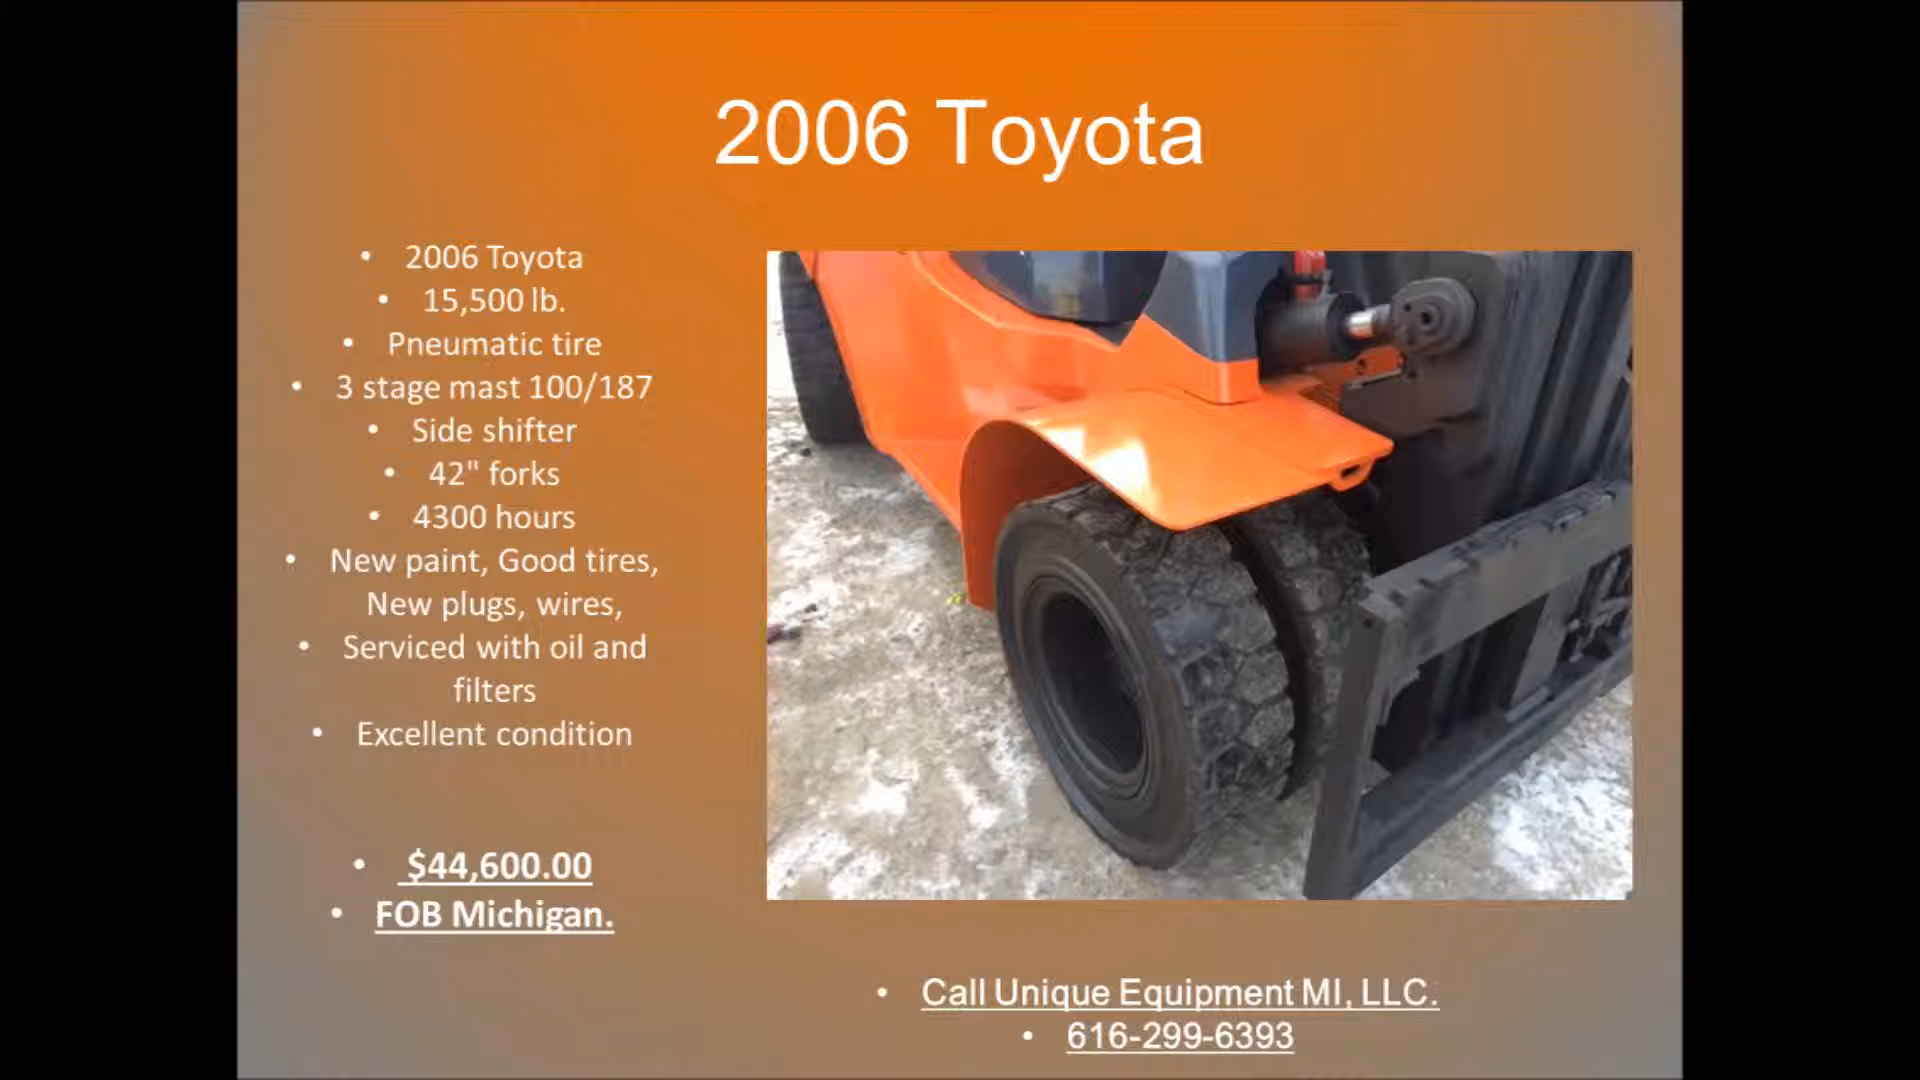 2006 Toyota
• 2006 Toyota
• 15,500 lb.
• Pneumatic tire
• 3 stage mast 100/187
• Side shifter
• 42" forks
• 4300 hours
• New paint, Good tires,
New plugs, wires,
• Serviced with oil and
filters
• Excellent condition
• $44,600.00
• FOB Michigan.
• Call Unique Equipment MI, LLC.
• 616-299-6393